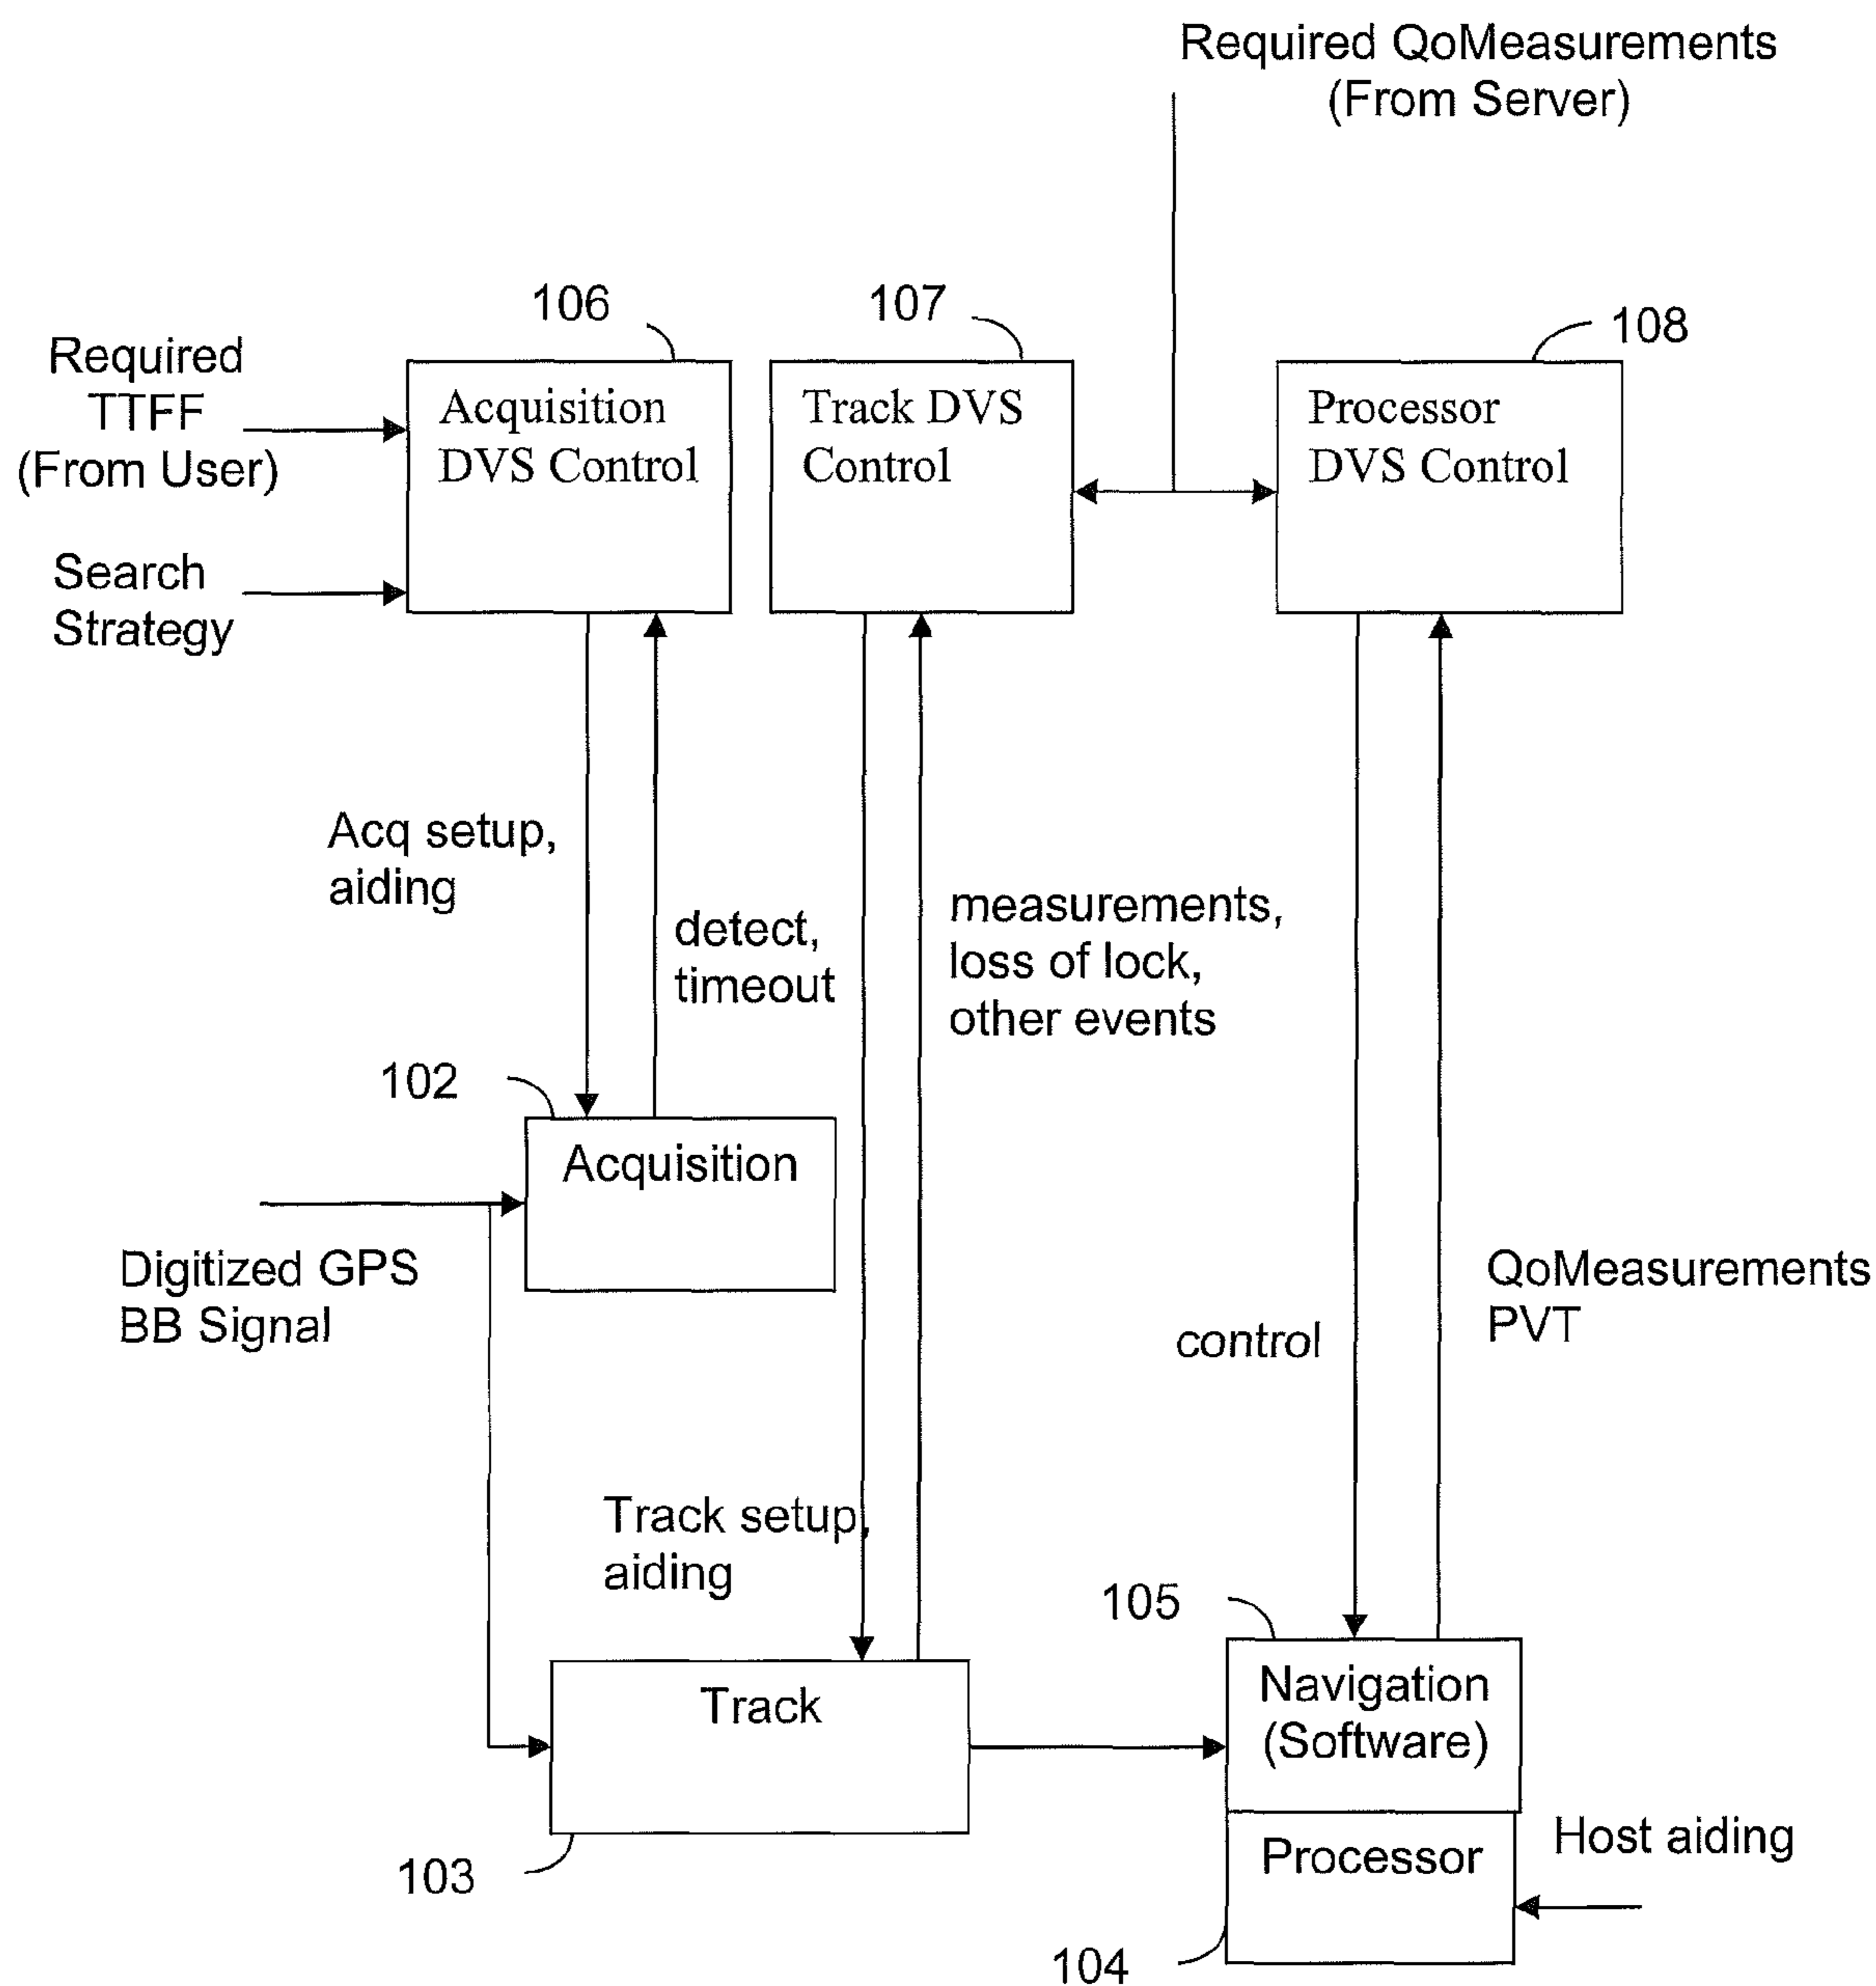 Required QoMeasurements
(From Server)
106
107
108
Required
TTFF
(From User)
Acquisition
DVS Control
Track DVS
Control
Processor
DVS Control
Search
Strategy
Acq setup,
aiding
detect,
timeout
measurements,
loss of lock,
other events
102
Acquisition
Digitized GPS
BB Signal
control
QoMeasurements
PVT
Track setup,
aiding
105
Track
Navigation
(Software)
103
Processor
Host aiding
104